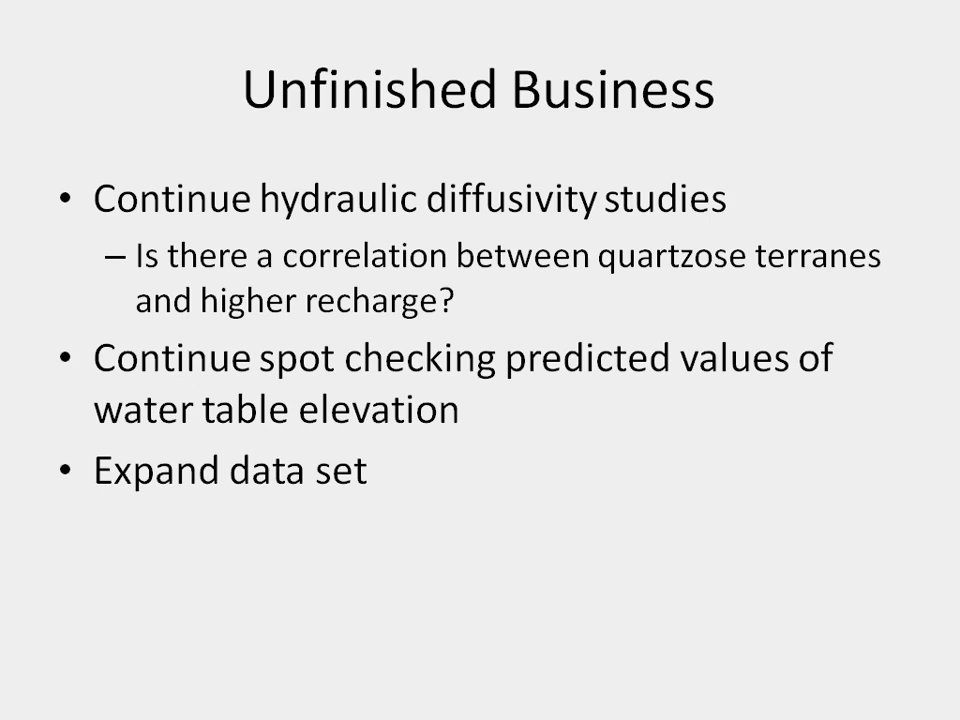 Unfinished Business
• Continue hydraulic diffusivity studies
– Is there a correlation between quartzose terranes
and higher recharge?
• Continue spot checking predicted values of
water table elevation
• Expand data set